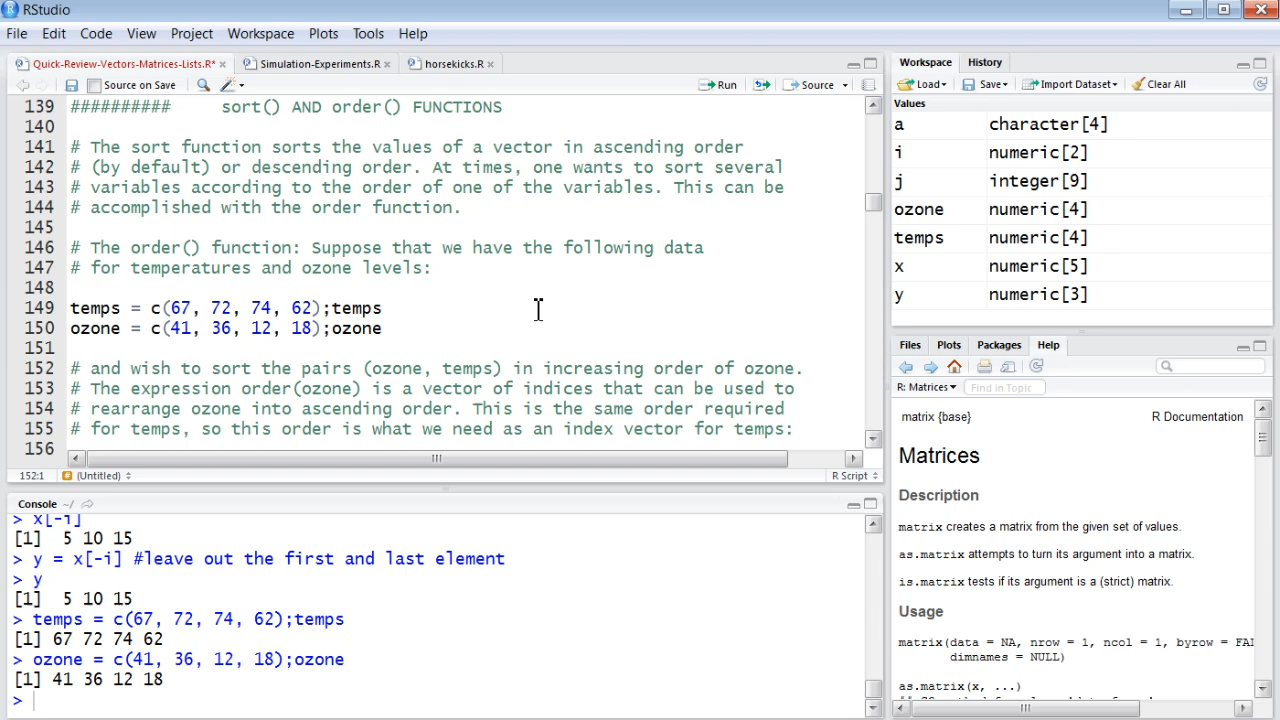 RStudio
File Edit Code View Project Workspace Plots Tools Help
Quick-Review-Vectors-Matrices-Lists.R* × Simulation-Experiments.R × horsekicks.R ×
Source on Save Run Source
139 ########## sort() AND order() FUNCTIONS
140
141 # The sort function sorts the values of a vector in ascending order
142 # (by default) or descending order. At times, one wants to sort several
143 # variables according to the order of one of the variables. This can be
144 # accomplished with the order function.
145
146 # The order() function: Suppose that we have the following data
147 # for temperatures and ozone levels:
148
149 temps = c(67, 72, 74, 62);temps
150 ozone = c(41, 36, 12, 18);ozone
151
152 # and wish to sort the pairs (ozone, temps) in increasing order of ozone.
153 # The expression order(ozone) is a vector of indices that can be used to
154 # rearrange ozone into ascending order. This is the same order required
155 # for temps, so this order is what we need as an index vector for temps:
156
152:1 # (Untitled) R Script
Console ~/
> x[-i]
[1] 5 10 15
> y = x[-i] #leave out the first and last element
> y
[1] 5 10 15
> temps = c(67, 72, 74, 62);temps
[1] 67 72 74 62
> ozone = c(41, 36, 12, 18);ozone
[1] 41 36 12 18
>
Workspace History
Load Save Import Dataset Clear All
Values
a character[4]
i numeric[2]
j integer[9]
ozone numeric[4]
temps numeric[4]
x numeric[5]
y numeric[3]
Files Plots Packages Help
R: Matrices Find in Topic
matrix {base} R Documentation
Matrices
Description
matrix creates a matrix from the given set of values.
as.matrix attempts to turn its argument into a matrix.
is.matrix tests if its argument is a (strict) matrix.
Usage
matrix(data = NA, nrow = 1, ncol = 1, byrow = FAI
dimnames = NULL)
as.matrix(x, ...)